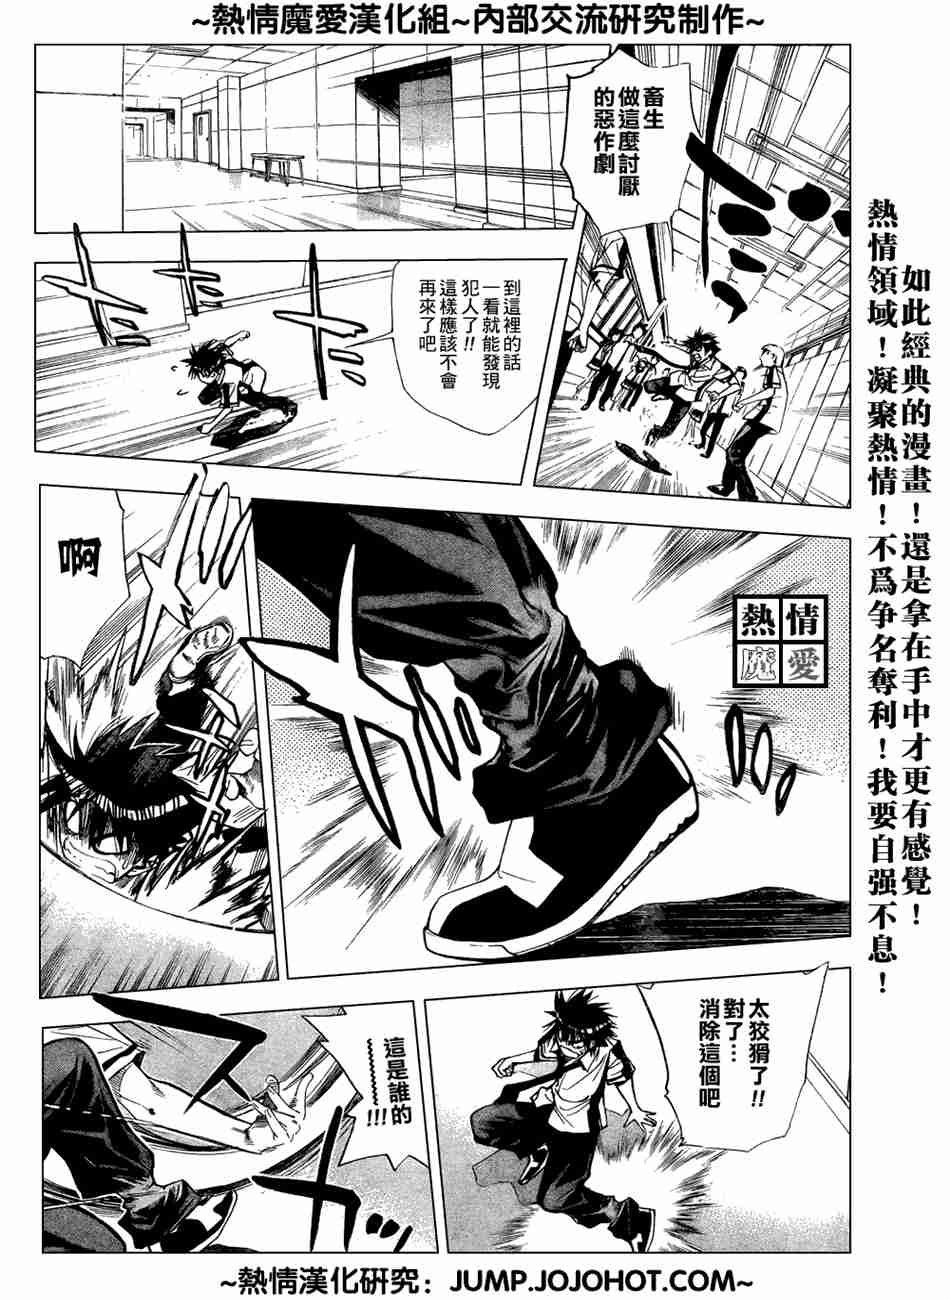 ~熱情魔愛漢化組~內部交流研究制作~
畜生
做這麼討厭
的惡作劇
到這裡的話
一看就能發現
犯人了!!
這樣應該不會
再來了吧
啊
熱情
魔愛
太狡猾了!!
對了…
消除這個吧
這是誰的
~~~~~!!!
如此經典的漫畫！還是拿在手中才更有感覺！
熱情領域！凝聚熱情！不爲争名奪利！我要自强不息！
~熱情漢化研究：JUMP.JOJOHOT.COM~